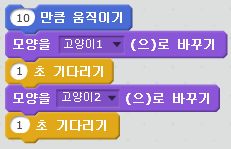 10 만큼 움직이기
모양을 고양이1 (으)로 바꾸기
1 초 기다리기
모양을 고양이2 (으)로 바꾸기
1 초 기다리기